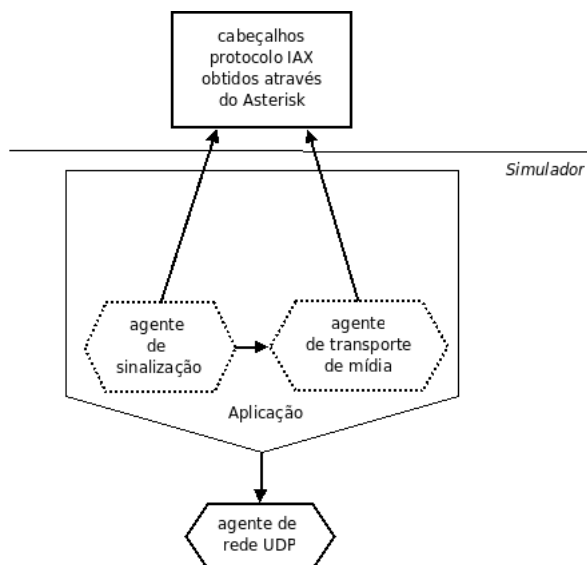 cabeçalhos
protocolo IAX
obtidos através
do Asterisk
Simulador
agente
de
sinalização
agente
de transporte
de mídia
Aplicação
agente de
rede UDP